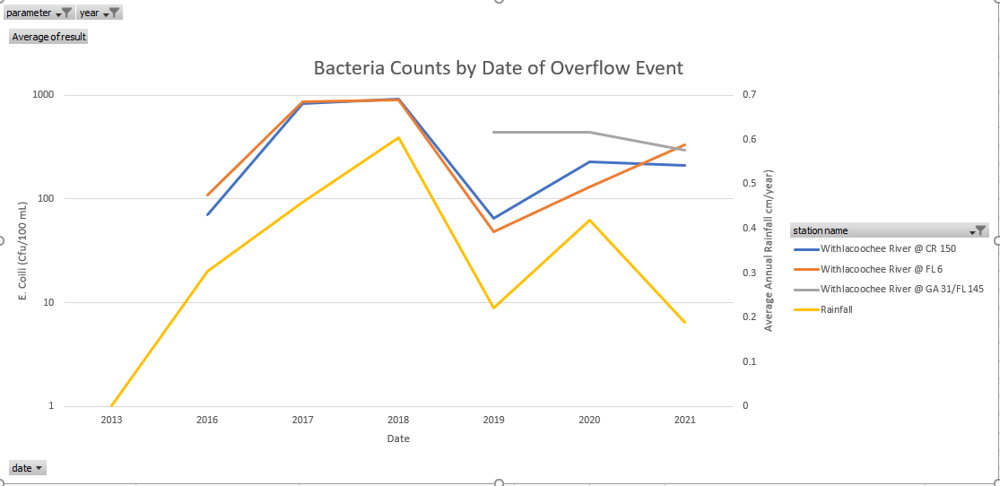 parameter year
Average of result
Bacteria Counts by Date of Overflow Event
1000
100
10
1
E. Coili (Cfu/100 mL)
0.7
0.6
0.5
0.4
0.3
0.2
0.1
0
Average Annual Rainfall cm/year)
2013 2016 2017 2018 2019 2020 2021
Date
station name
Withlacoochee River @ CR 150
Withlacoochee River @ FL 6
Withlacoochee River @ GA 31/FL 145
Rainfall
date